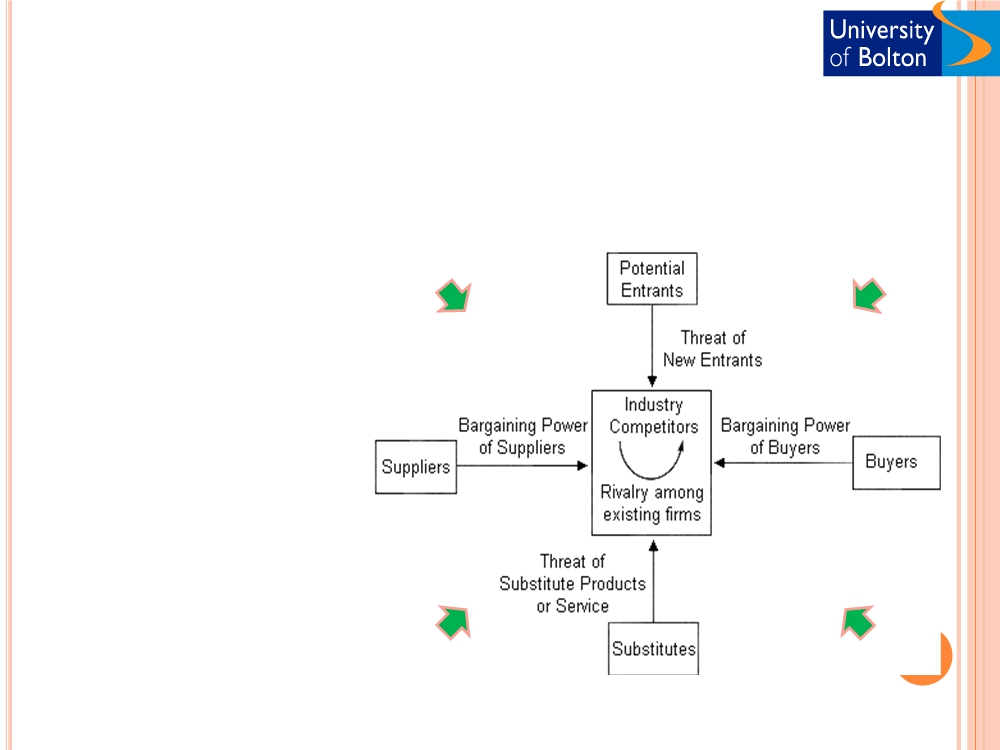 University
of Bolton
Potential
Entrants
Threat of
New Entrants
Industry
Competitors
Bargaining Power
of Suppliers
Bargaining Power
of Buyers
Suppliers
Buyers
Rivalry among
existing firms
Threat of
Substitute Products
or Service
Substitutes